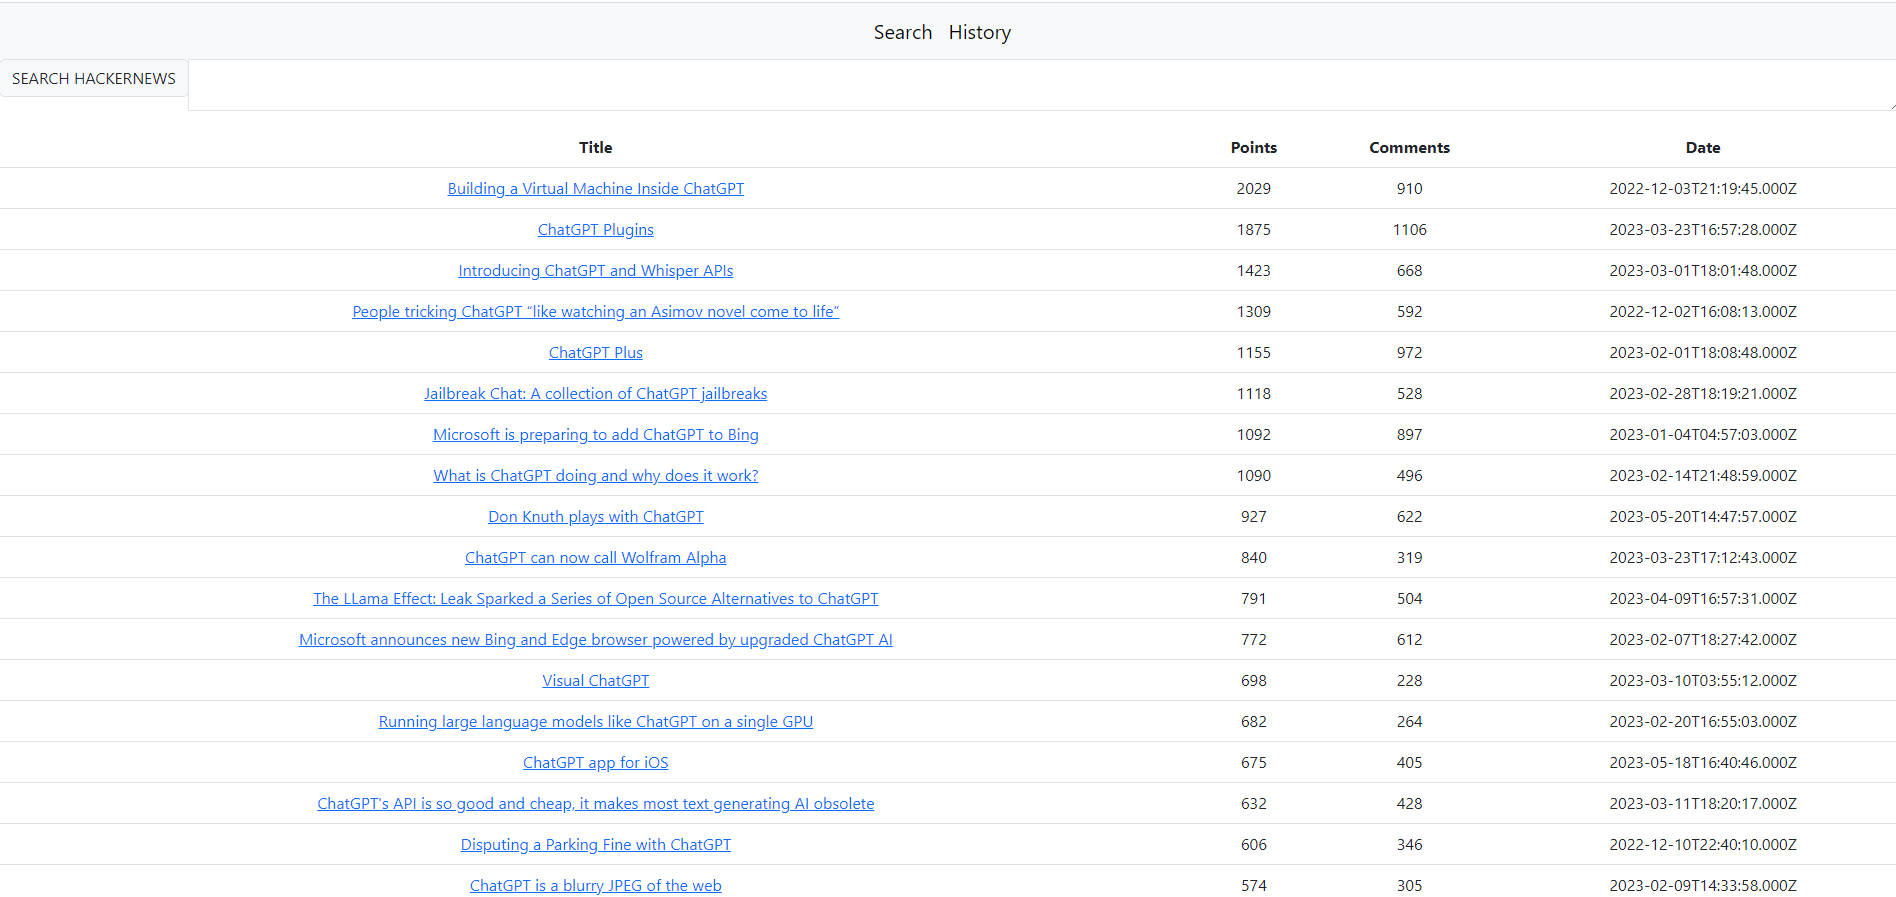 Search History
SEARCH HACKERNEWS
Title Points Comments Date
Building a Virtual Machine Inside ChatGPT 2029 910 2022-12-03T21:19:45.000Z
ChatGPT Plugins 1875 1106 2023-03-23T16:57:28.000Z
Introducing ChatGPT and Whisper APIs 1423 668 2023-03-01T18:01:48.000Z
People tricking ChatGPT “like watching an Asimov novel come to life” 1309 592 2022-12-02T16:08:13.000Z
ChatGPT Plus 1155 972 2023-02-01T18:08:48.000Z
Jailbreak Chat: A collection of ChatGPT jailbreaks 1118 528 2023-02-28T18:19:21.000Z
Microsoft is preparing to add ChatGPT to Bing 1092 897 2023-01-04T04:57:03.000Z
What is ChatGPT doing and why does it work? 1090 496 2023-02-14T21:48:59.000Z
Don Knuth plays with ChatGPT 927 622 2023-05-20T14:47:57.000Z
ChatGPT can now call Wolfram Alpha 840 319 2023-03-23T17:12:43.000Z
The LLama Effect: Leak Sparked a Series of Open Source Alternatives to ChatGPT 791 504 2023-04-09T16:57:31.000Z
Microsoft announces new Bing and Edge browser powered by upgraded ChatGPT AI 772 612 2023-02-07T18:27:42.000Z
Visual ChatGPT 698 228 2023-03-10T03:55:12.000Z
Running large language models like ChatGPT on a single GPU 682 264 2023-02-20T16:55:03.000Z
ChatGPT app for iOS 675 405 2023-05-18T16:40:46.000Z
ChatGPT's API is so good and cheap, it makes most text generating AI obsolete 632 428 2023-03-11T18:20:17.000Z
Disputing a Parking Fine with ChatGPT 606 346 2022-12-10T22:40:10.000Z
ChatGPT is a blurry JPEG of the web 574 305 2023-02-09T14:33:58.000Z